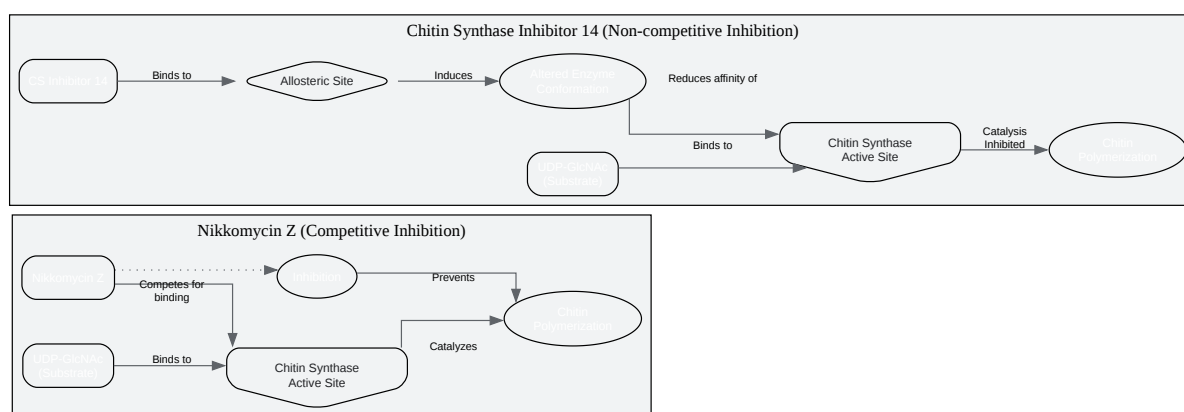 Chitin Synthase Inhibitor 14 (Non-competitive Inhibition)
CS Inhibitor 14
Binds to
Allosteric Site
Induces
Altered Enzyme
Conformation
Reduces affinity of
UDP-GlcNAc
(Substrate)
Binds to
Chitin Synthase
Active Site
Catalysis
Inhibited
Chitin
Polymerization
Nikkomycin Z (Competitive Inhibition)
Nikkomycin Z
Competes for
binding
Inhibition
Prevents
Chitin
Polymerization
UDP-GlcNAc
(Substrate)
Binds to
Chitin Synthase
Active Site
Catalyzes